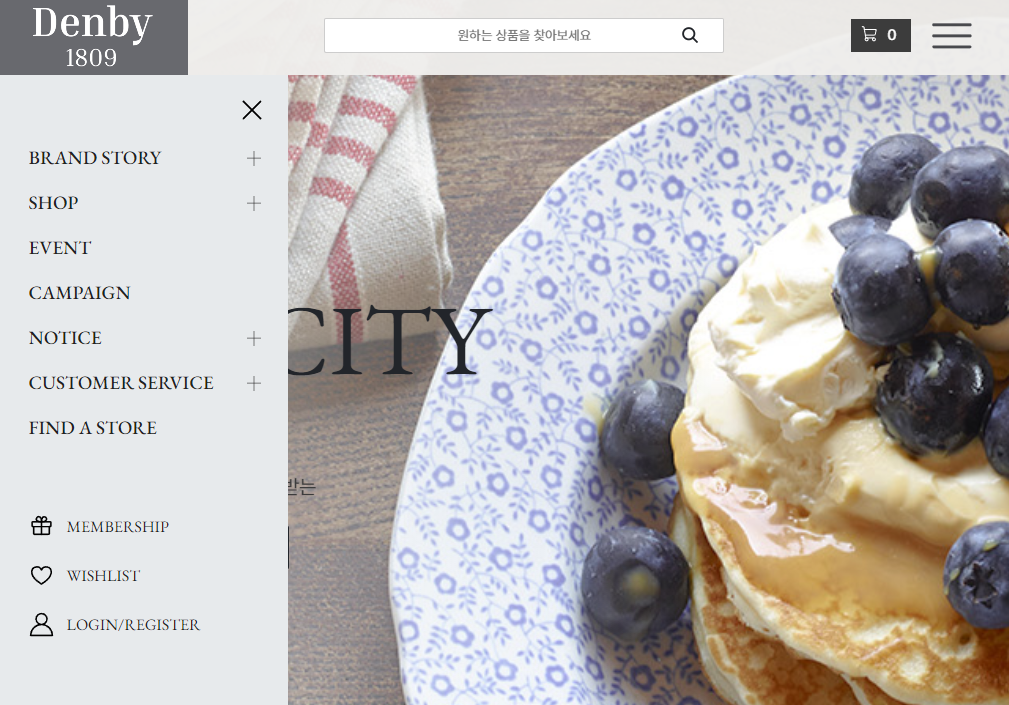 Denby
1809
원하는 상품을 찾아보세요
0
BRAND STORY
SHOP
EVENT
CAMPAIGN
NOTICE
CUSTOMER SERVICE
FIND A STORE
CITY
받는
MEMBERSHIP
WISHLIST
LOGIN/REGISTER